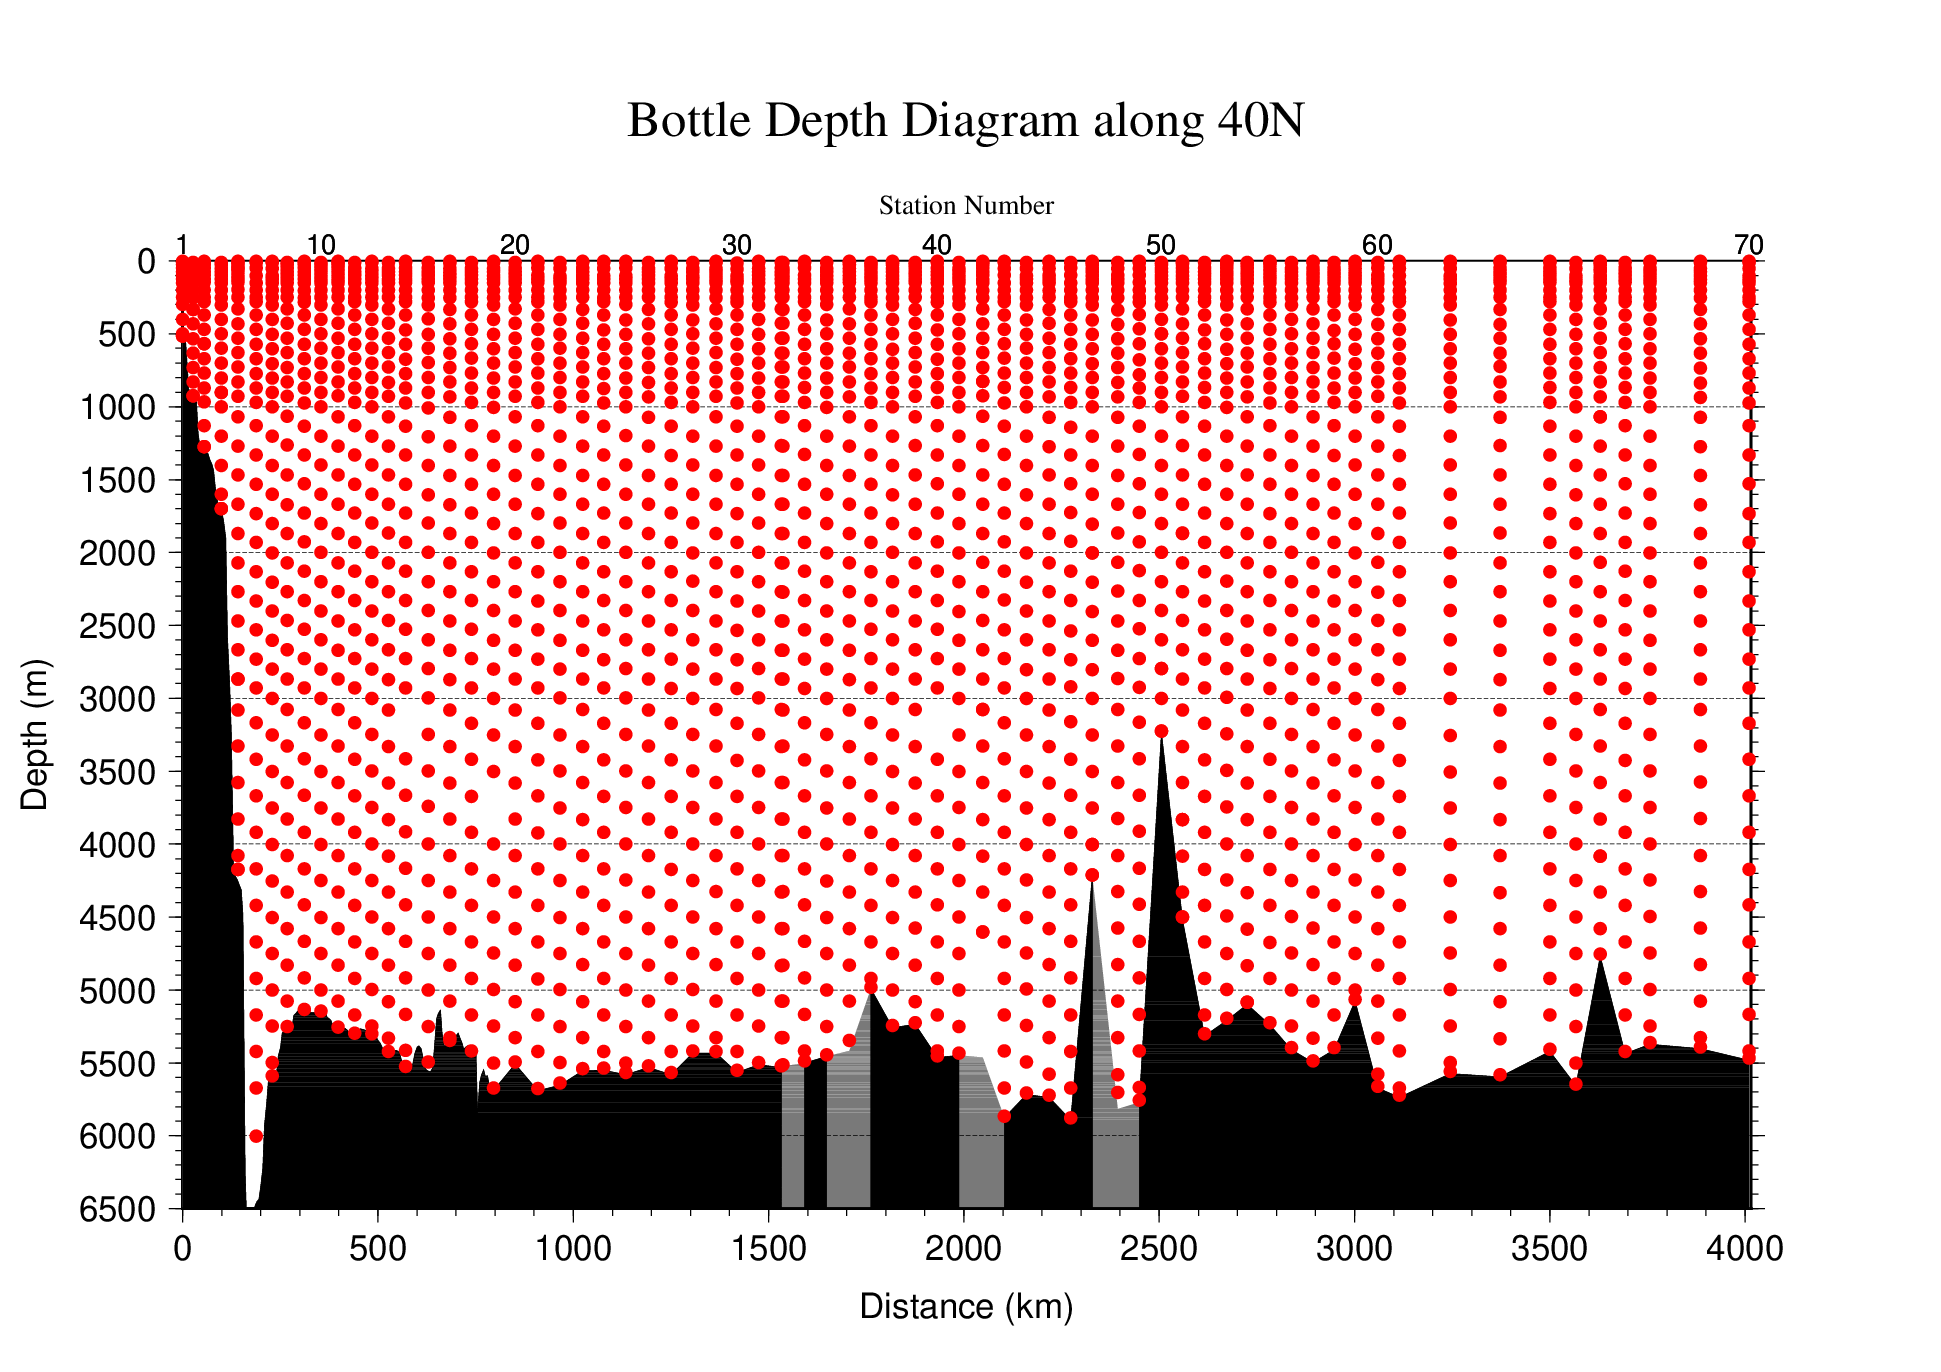 Bottle Depth Diagram along 40N
Station Number
1 10 20 30 40 50 60 70
0
500
1000
1500
2000
2500
3000
3500
4000
4500
5000
5500
6000
6500
Depth (m)
0 500 1000 1500 2000 2500 3000 3500 4000
Distance (km)